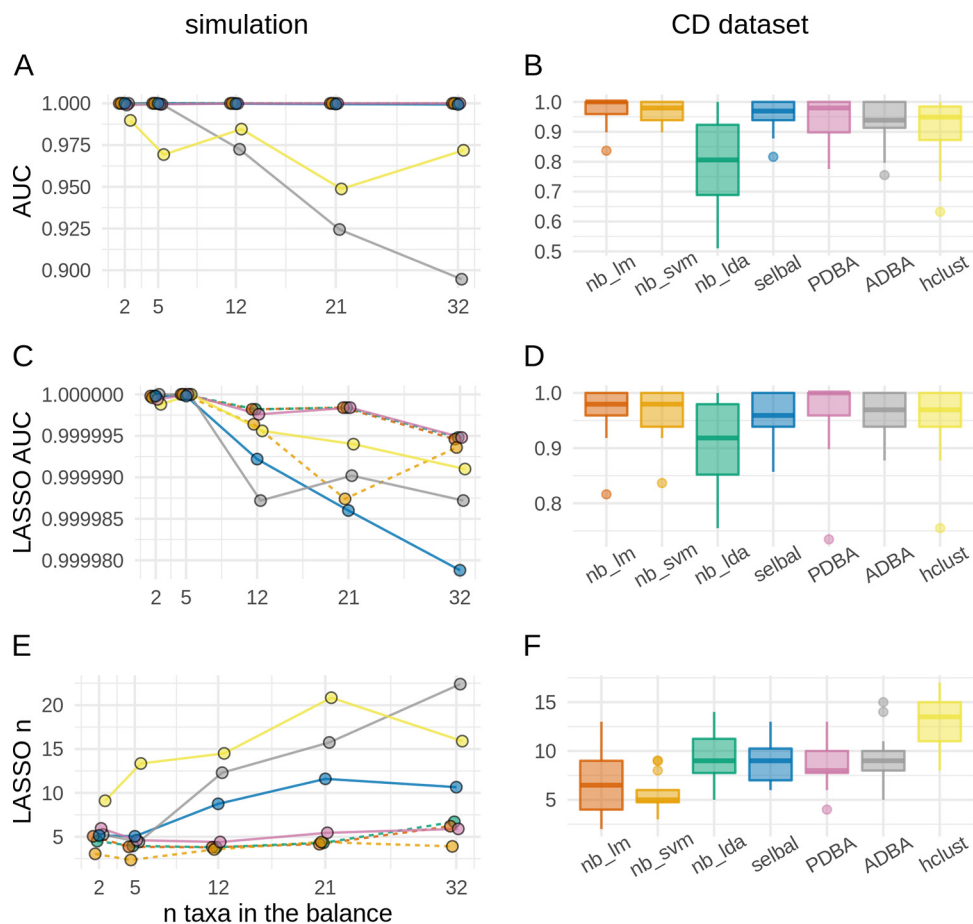 simulation
CD dataset
A
B
AUC
1.000
0.975
0.950
0.925
0.900
2 5 12 21 32
1.0
0.9
0.8
0.7
0.6
0.5
nb_lm nb_svm nb_lda selbal PDBA ADBA hclust
C
D
LASSO AUC
1.000000
0.999995
0.999990
0.999985
0.999980
2 5 12 21 32
1.0
0.9
0.8
nb_lm nb_svm nb_lda selbal PDBA ADBA hclust
E
F
LASSO n
20
15
10
5
2 5 12 21 32
n taxa in the balance
15
10
5
nb_lm nb_svm nb_lda selbal PDBA ADBA hclust